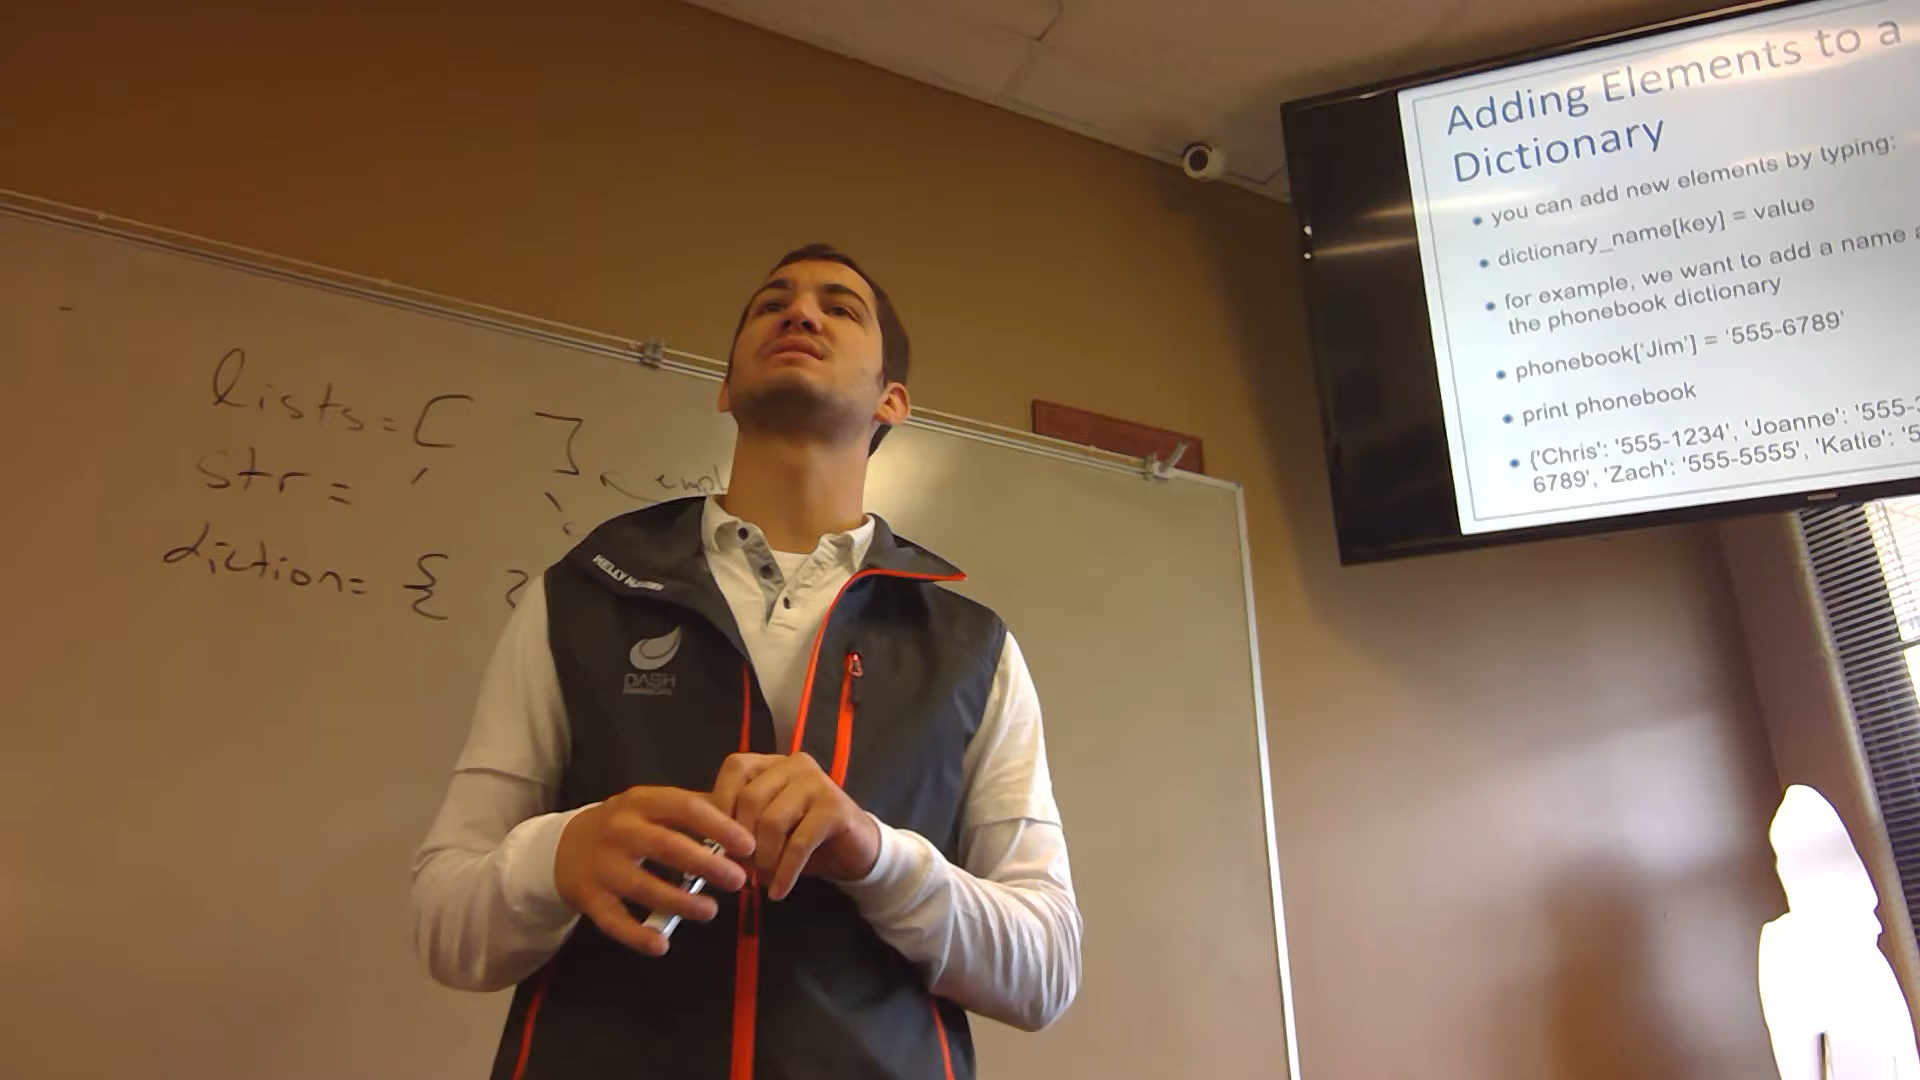 lists = [ ]
str = ' '
diction = {
DASH
Adding Elements to a
Dictionary
• you can add new elements by typing:
• dictionary_name[key] = value
• for example, we want to add a name
the phonebook dictionary
• phonebook['Jim'] = '555-6789'
• print phonebook
• {'Chris': '555-1234', 'Joanne': '555-
6789', 'Zach': '555-5555', 'Katie': '5